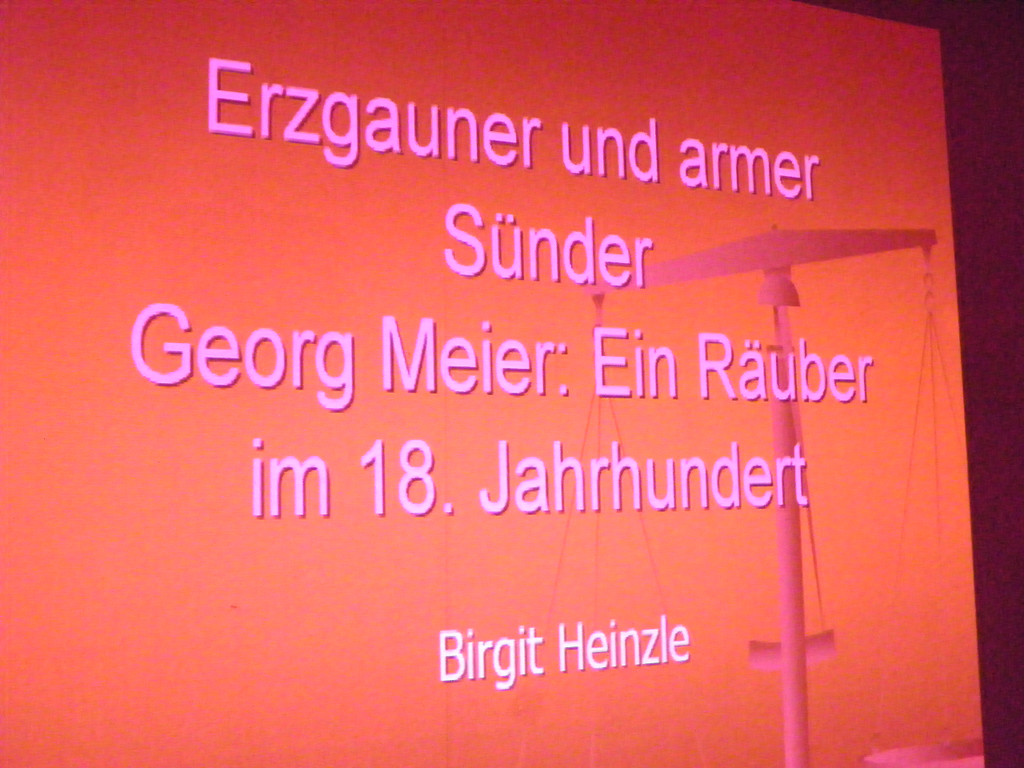 Erzgauner und armer
Sünder
Georg Meier: Ein Räuber
im 18. Jahrhundert
Birgit Heinzle